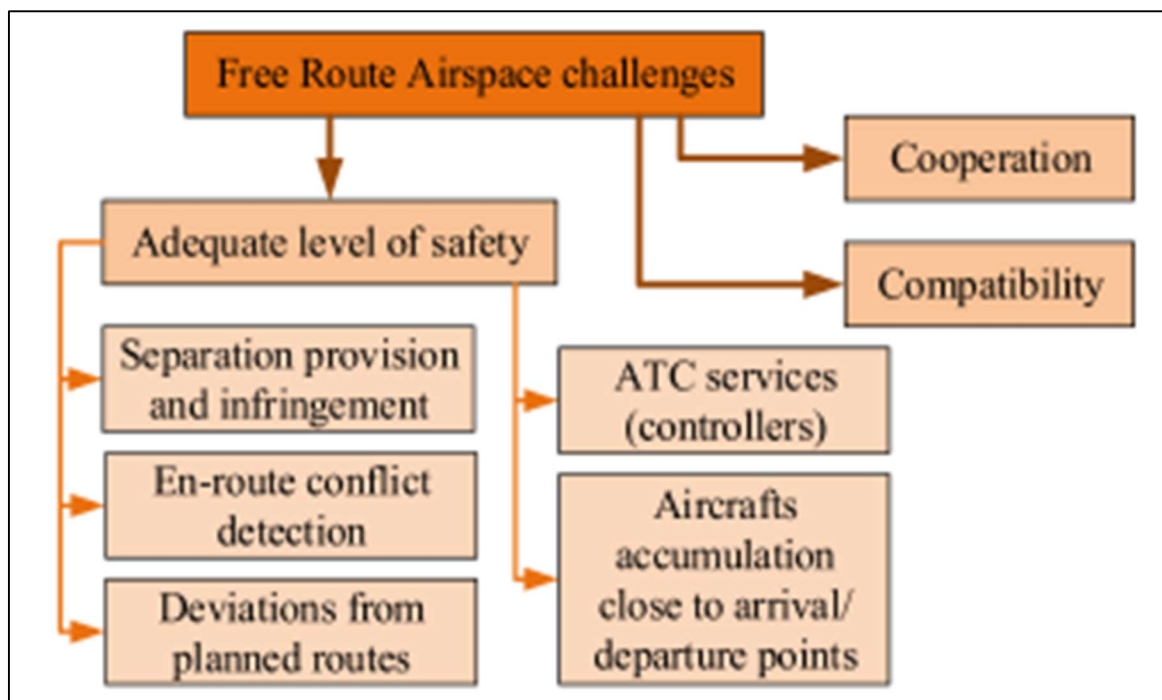 Free Route Airspace challenges
Cooperation
Adequate level of safety
Compatibility
Separation provision
and infringement
ATC services
(controllers)
En-route conflict
detection
Aircrafts
accumulation
close to arrival/
departure points
Deviations from
planned routes